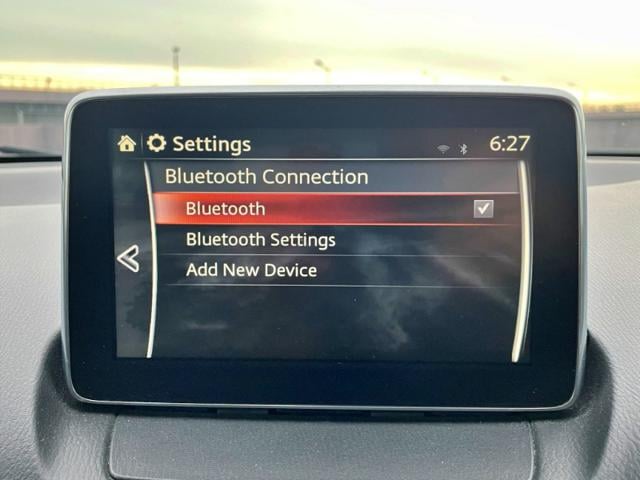 Settings 6:27
Bluetooth Connection
Bluetooth
Bluetooth Settings
Add New Device